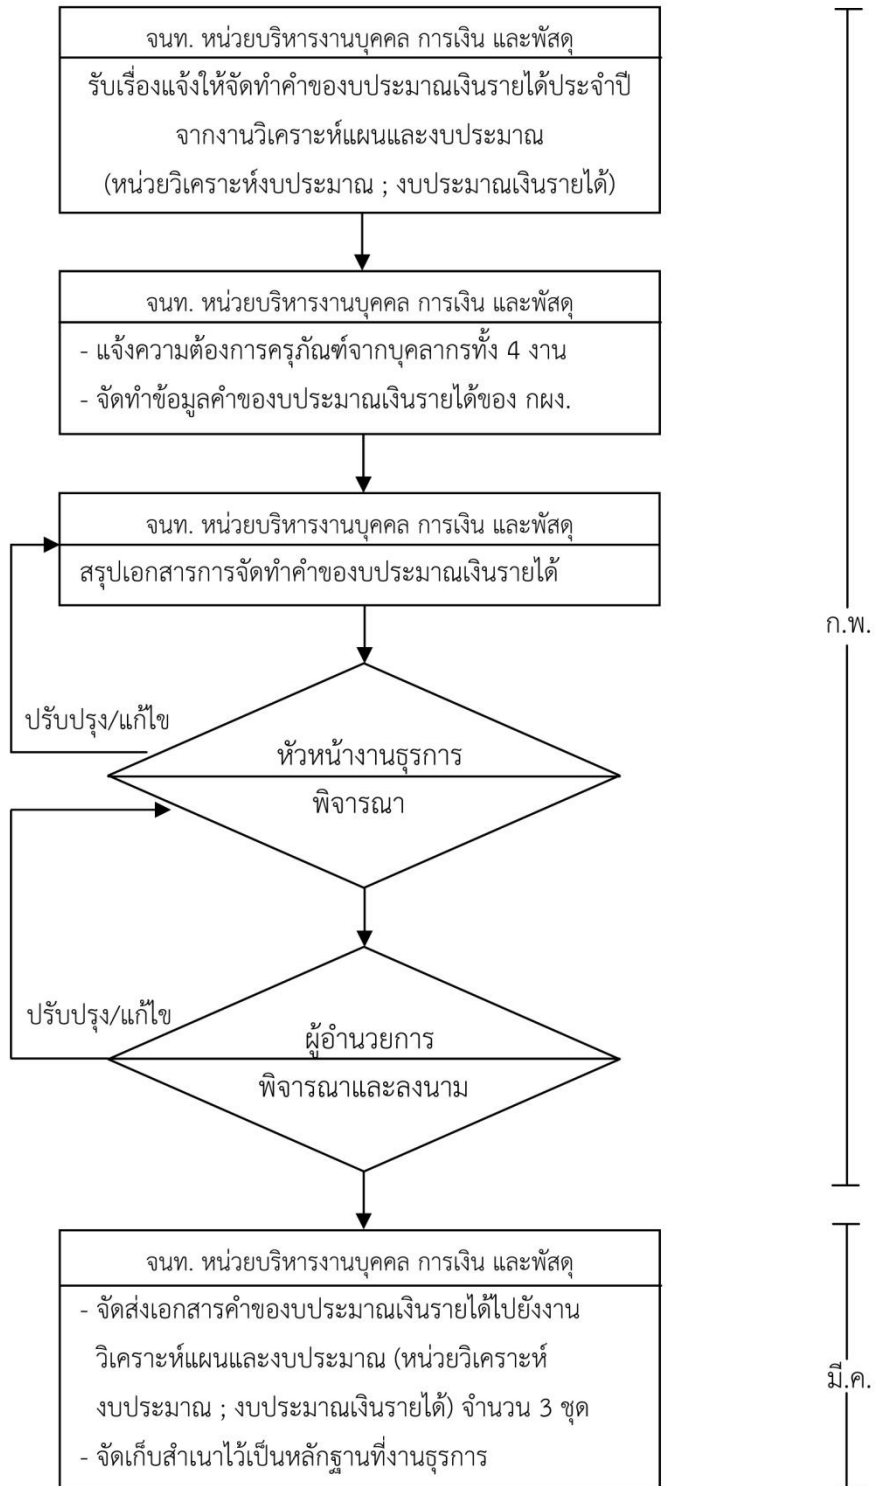 จนท. หน่วยบริหารงานบุคคล การเงิน และพัสดุ
รับเรื่องแจ้งให้จัดทำคำของบประมาณเงินรายได้ประจำปี
จากงานวิเคราะห์แผนและงบประมาณ
(หน่วยวิเคราะห์งบประมาณ ; งบประมาณเงินรายได้)
จนท. หน่วยบริหารงานบุคคล การเงิน และพัสดุ
- แจ้งความต้องการครุภัณฑ์จากบุคลากรทั้ง 4 งาน
- จัดทำข้อมูลคำของบประมาณเงินรายได้ของ กผง.
จนท. หน่วยบริหารงานบุคคล การเงิน และพัสดุ
สรุปเอกสารการจัดทำคำของบประมาณเงินรายได้
ก.พ.
ปรับปรุง/แก้ไข
หัวหน้างานธุรการ
พิจารณา
ปรับปรุง/แก้ไข
ผู้อำนวยการ
พิจารณาและลงนาม
จนท. หน่วยบริหารงานบุคคล การเงิน และพัสดุ
- จัดส่งเอกสารคำของบประมาณเงินรายได้ไปยังงาน
วิเคราะห์แผนและงบประมาณ (หน่วยวิเคราะห์
งบประมาณ ; งบประมาณเงินรายได้) จำนวน 3 ชุด
- จัดเก็บสำเนาไว้เป็นหลักฐานที่งานธุรการ
มี.ค.